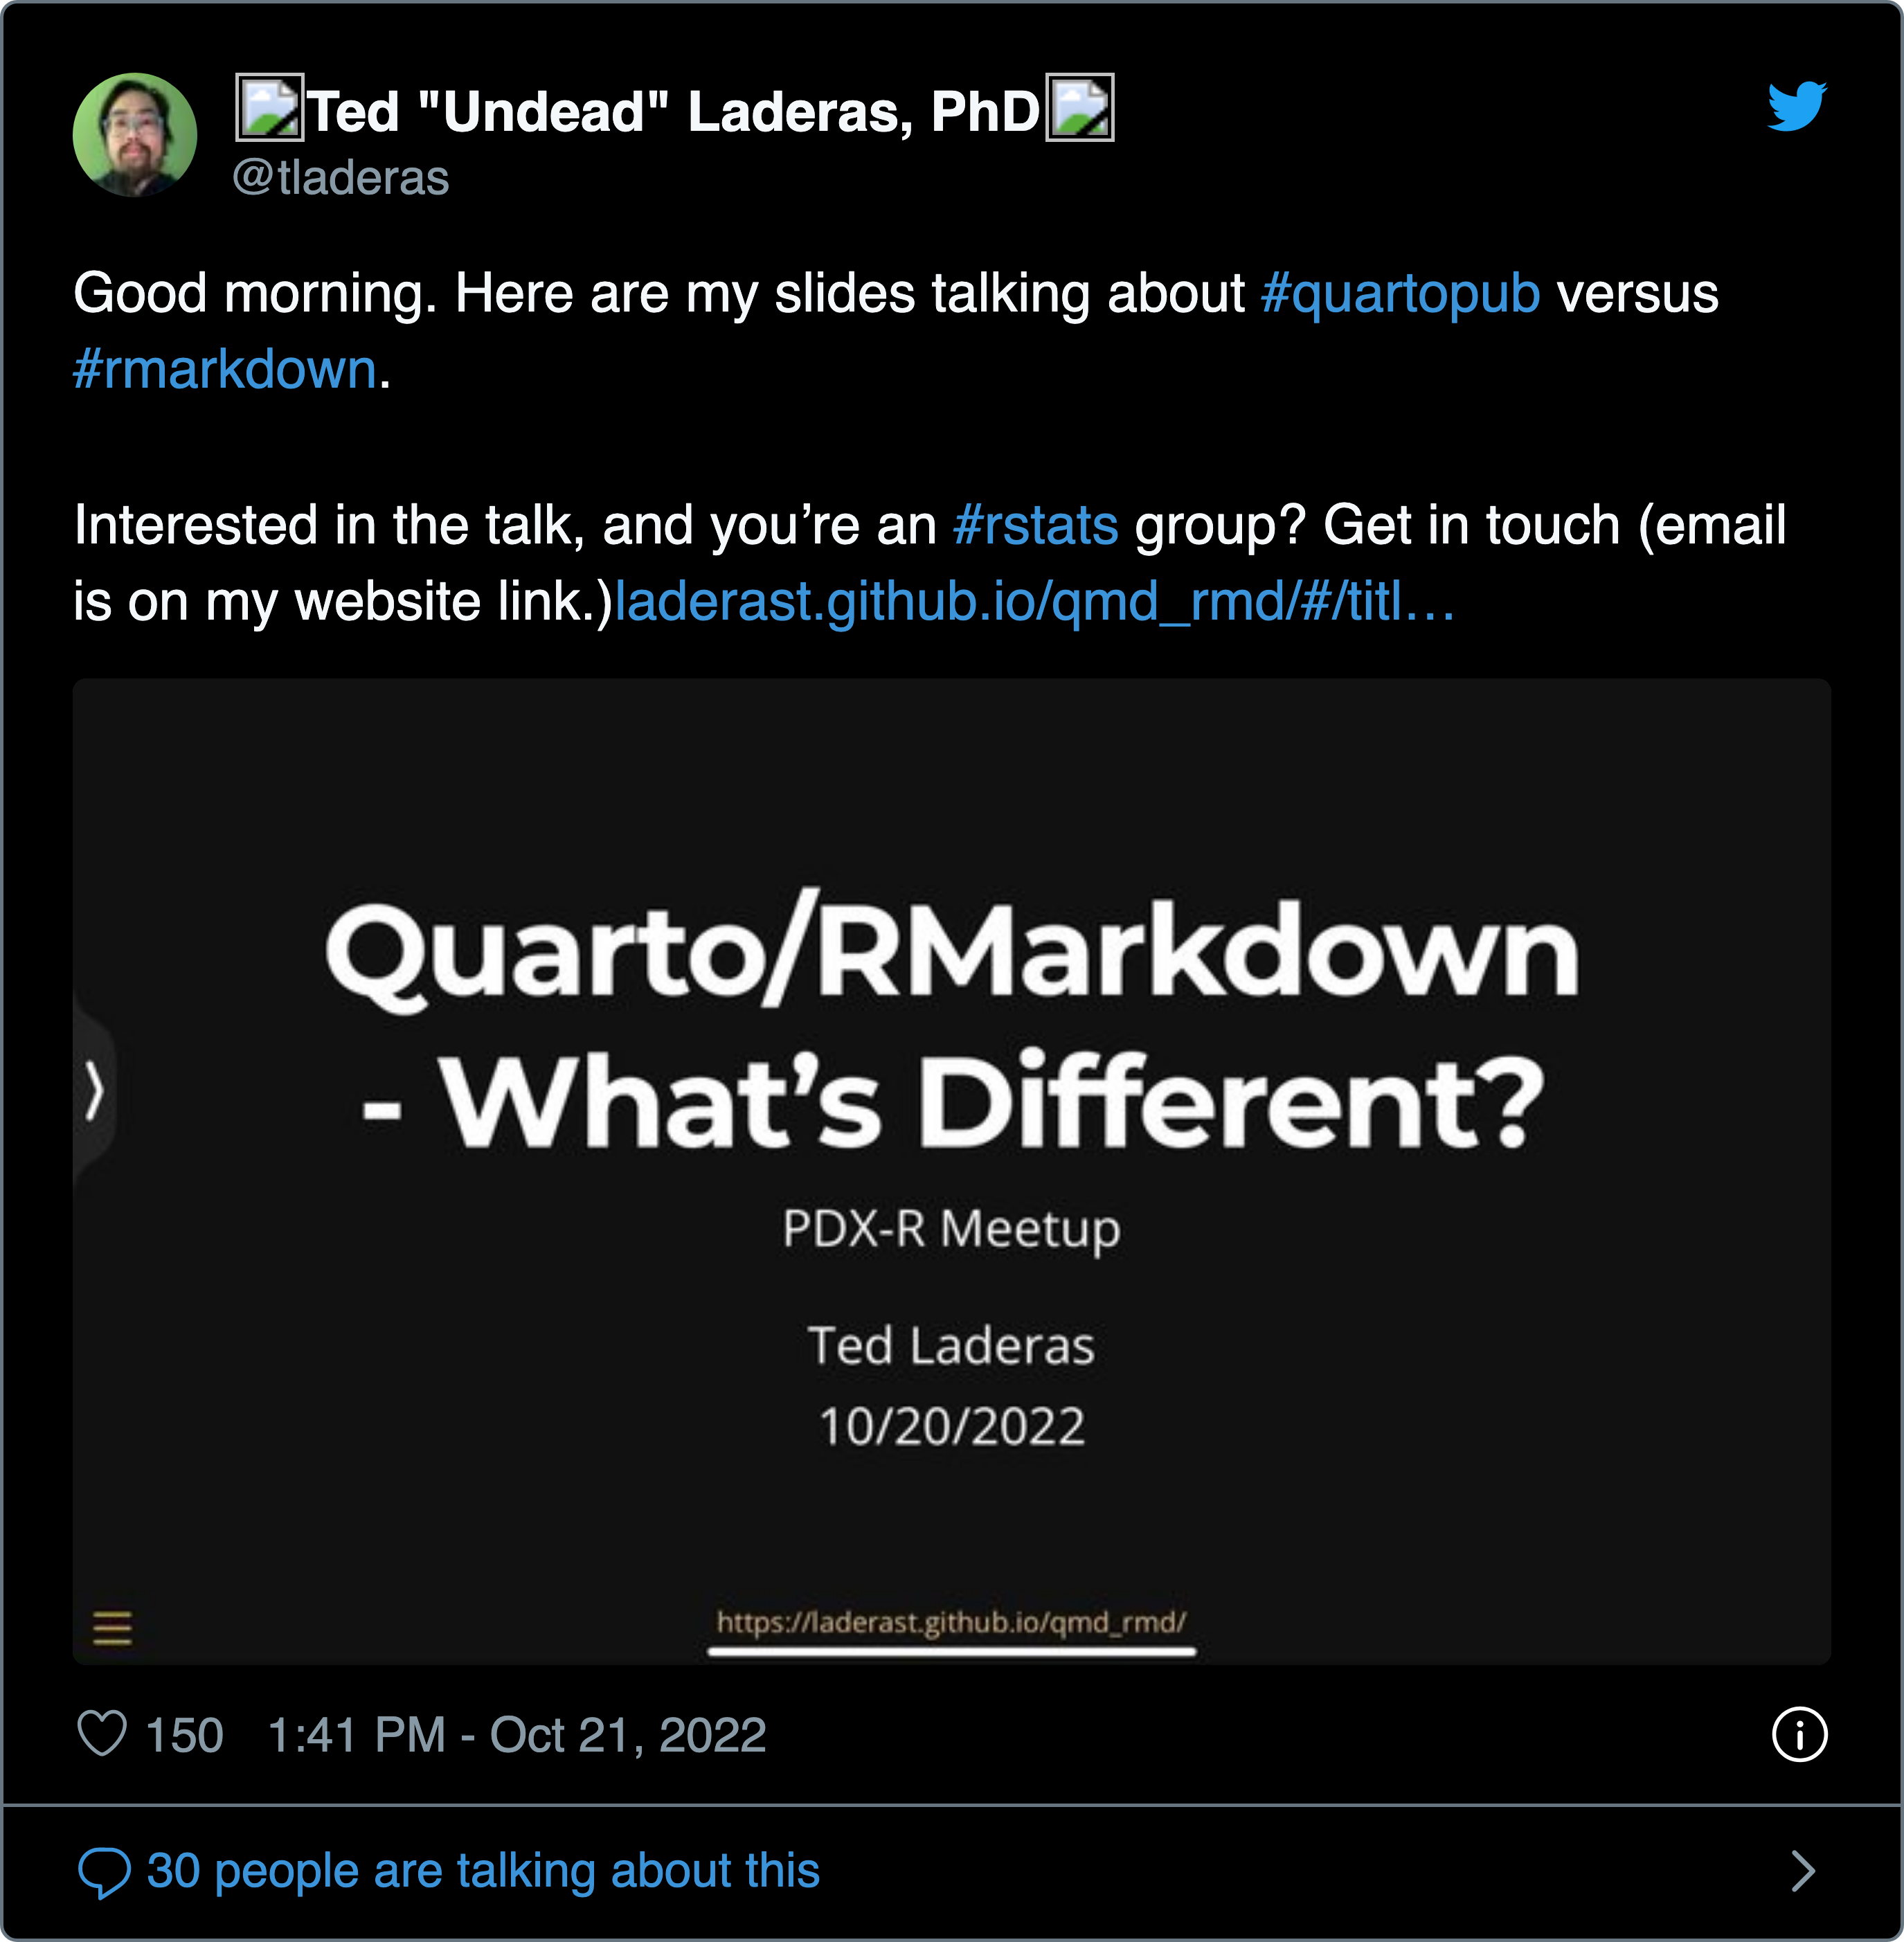 Ted "Undead" Laderas, PhD
@tladeras
Good morning. Here are my slides talking about #quartopub versus
#rmarkdown.
Interested in the talk, and you’re an #rstats group? Get in touch (email
is on my website link.)laderast.github.io/qmd_rmd/#/titl…
Quarto/RMarkdown
- What’s Different?
PDX-R Meetup
Ted Laderas
10/20/2022
https://laderast.github.io/qmd_rmd/
150 1:41 PM - Oct 21, 2022
30 people are talking about this